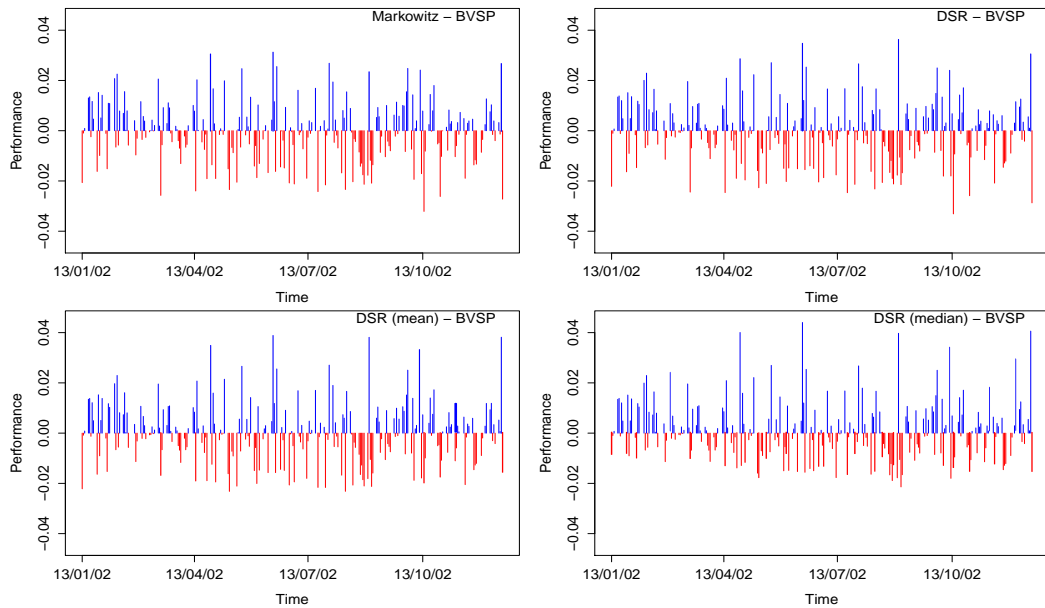 Markowitz – BVSP
Performance
0.04
0.02
0.00
−0.02
−0.04
13/01/02 13/04/02 13/07/02 13/10/02
Time
DSR – BVSP
Performance
0.04
0.02
0.00
−0.02
−0.04
13/01/02 13/04/02 13/07/02 13/10/02
Time
DSR (mean) – BVSP
Performance
0.04
0.02
0.00
−0.02
−0.04
13/01/02 13/04/02 13/07/02 13/10/02
Time
DSR (median) – BVSP
Performance
0.04
0.02
0.00
−0.02
−0.04
13/01/02 13/04/02 13/07/02 13/10/02
Time